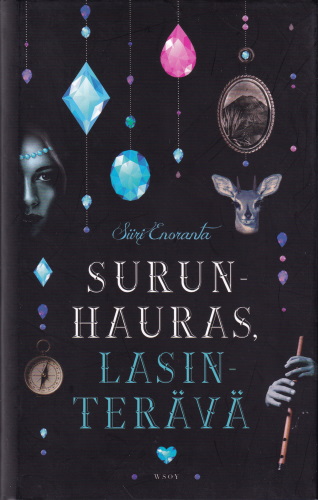 Siiri Enoranta
SURUN-
HAURAS,
LASIN-
TERÄVÄ
WSOY